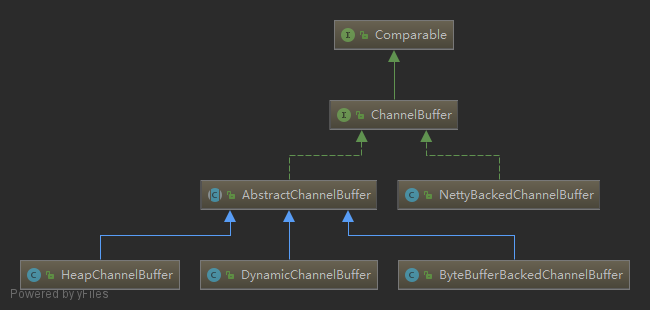 I Comparable
I ChannelBuffer
C AbstractChannelBuffer
C NettyBackedChannelBuffer
C HeapChannelBuffer
C DynamicChannelBuffer
C ByteBufferBackedChannelBuffer
Powered by yFiles